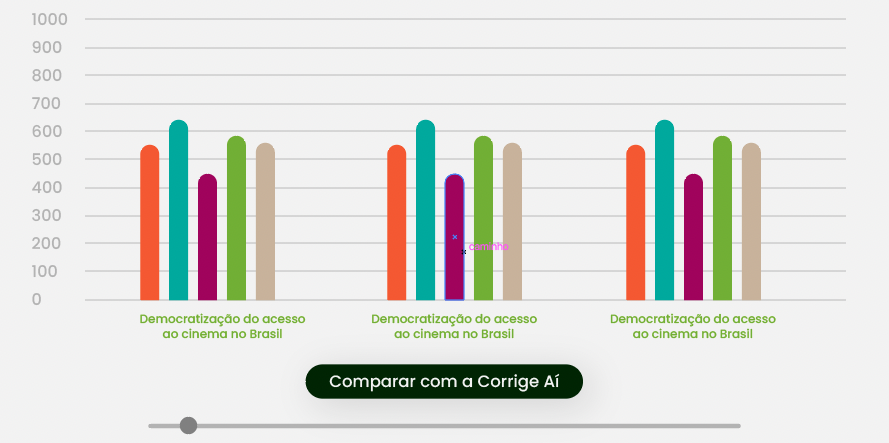 1000
900
800
700
600
500
400
300
200
caminho
100
0
Democratização do acesso
ao cinema no Brasil
Democratização do acesso
ao cinema no Brasil
Democratização do acesso
ao cinema no Brasil
Comparar com a Corrige Aí